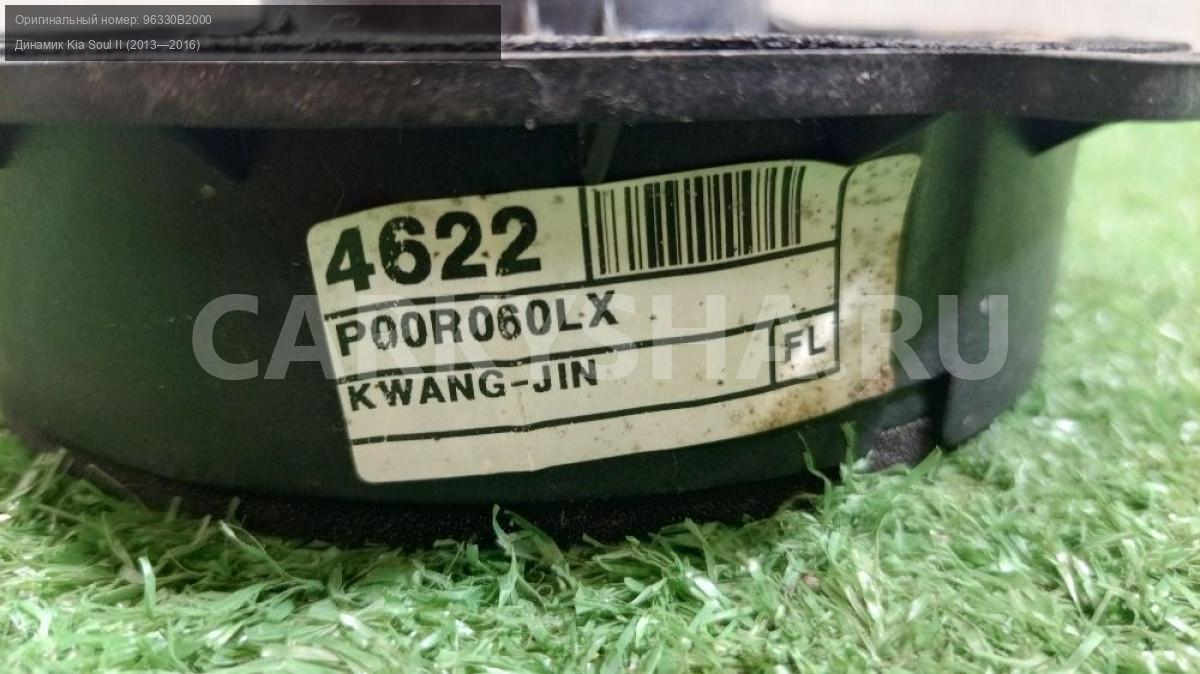 Оригинальный номер: 96330B2000
Динамик Kia Soul II (2013—2016)
4622
P00R060LX
KWANG-JIN
FL
CARKYSHA.RU